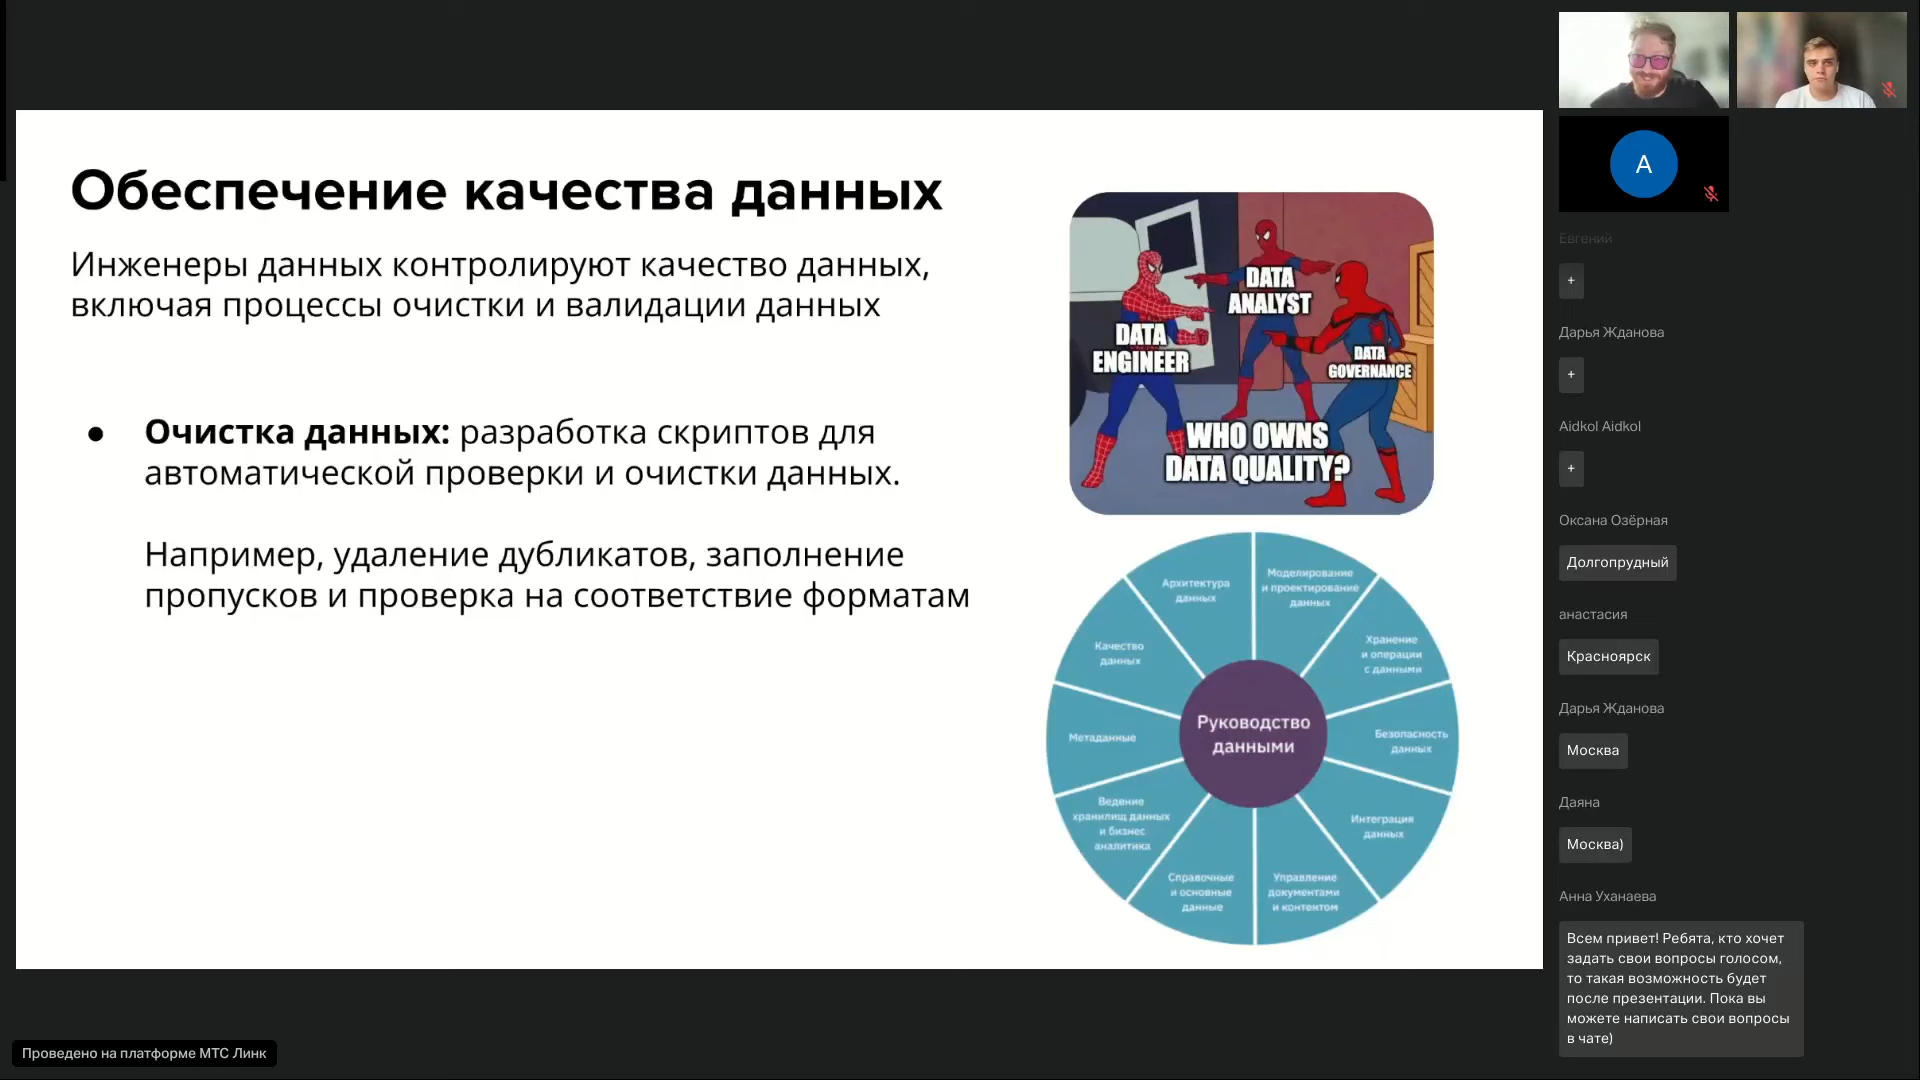 Обеспечение качества данных
Инженеры данных контролируют качество данных,
включая процессы очистки и валидации данных
● Очистка данных: разработка скриптов для
автоматической проверки и очистки данных.
Например, удаление дубликатов, заполнение
пропусков и проверка на соответствие форматам
DATA
ANALYST
DATA
ENGINEER
DATA
GOVERNANCE
WHO OWNS
DATA QUALITY?
Архитектура
данных
Моделирование
и проектирование
данных
Хранение
и операции
с данными
Безопасность
данных
Интеграция
данных
Управление
документами
и контентом
Справочные
и основные
данные
Ведение
хранилищ данных
и бизнес
аналитика
Метаданные
Качество
данных
Руководство
данными
A
Евгений
+
Дарья Жданова
+
Aidkol Aidkol
+
Оксана Озёрная
Долгопрудный
анастасия
Красноярск
Дарья Жданова
Москва
Даяна
Москва)
Анна Уханаева
Всем привет! Ребята, кто хочет
задать свои вопросы голосом,
то такая возможность будет
после презентации. Пока вы
можете написать свои вопросы
в чате)
Проведено на платформе МТС Линк